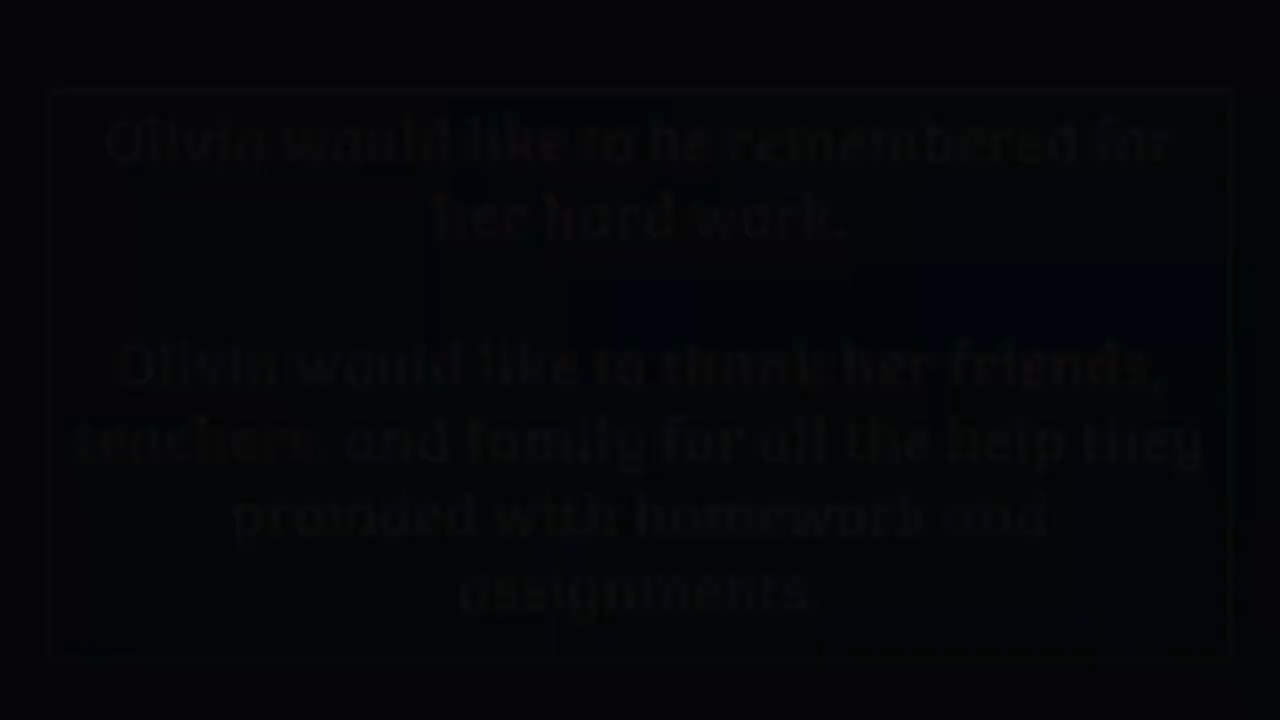 Olivia would like to be remembered for
her hard work.
Olivia would like to thank her friends,
teachers, and family for all the help they
provided with homework and
assignments.